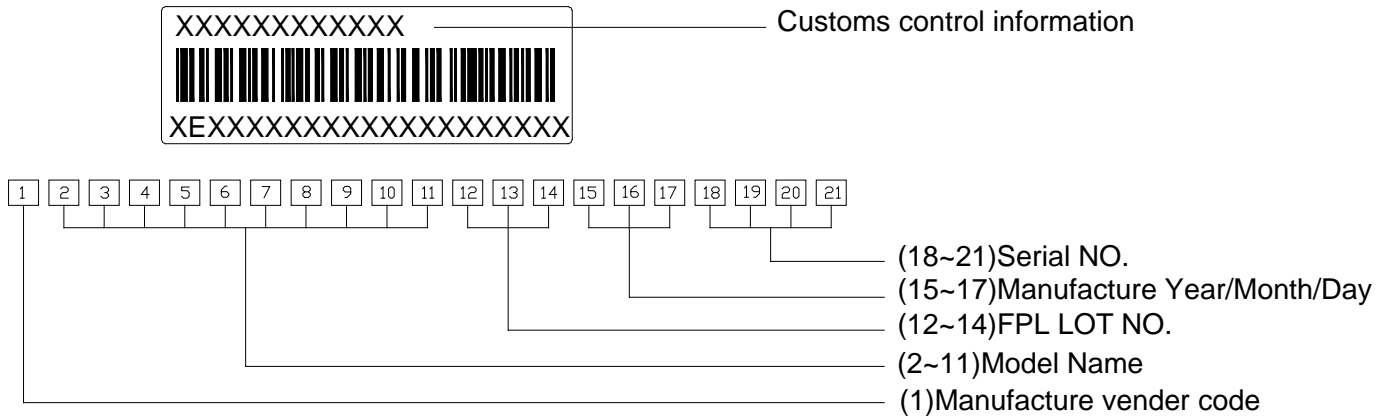 XXXXXXXXXXXX
Customs control information
XEXXXXXXXXXXXXXXXXXXX
1 2 3 4 5 6 7 8 9 10 11 12 13 14 15 16 17 18 19 20 21
(18~21)Serial NO.
(15~17)Manufacture Year/Month/Day
(12~14)FPL LOT NO.
(2~11)Model Name
(1)Manufacture vender code